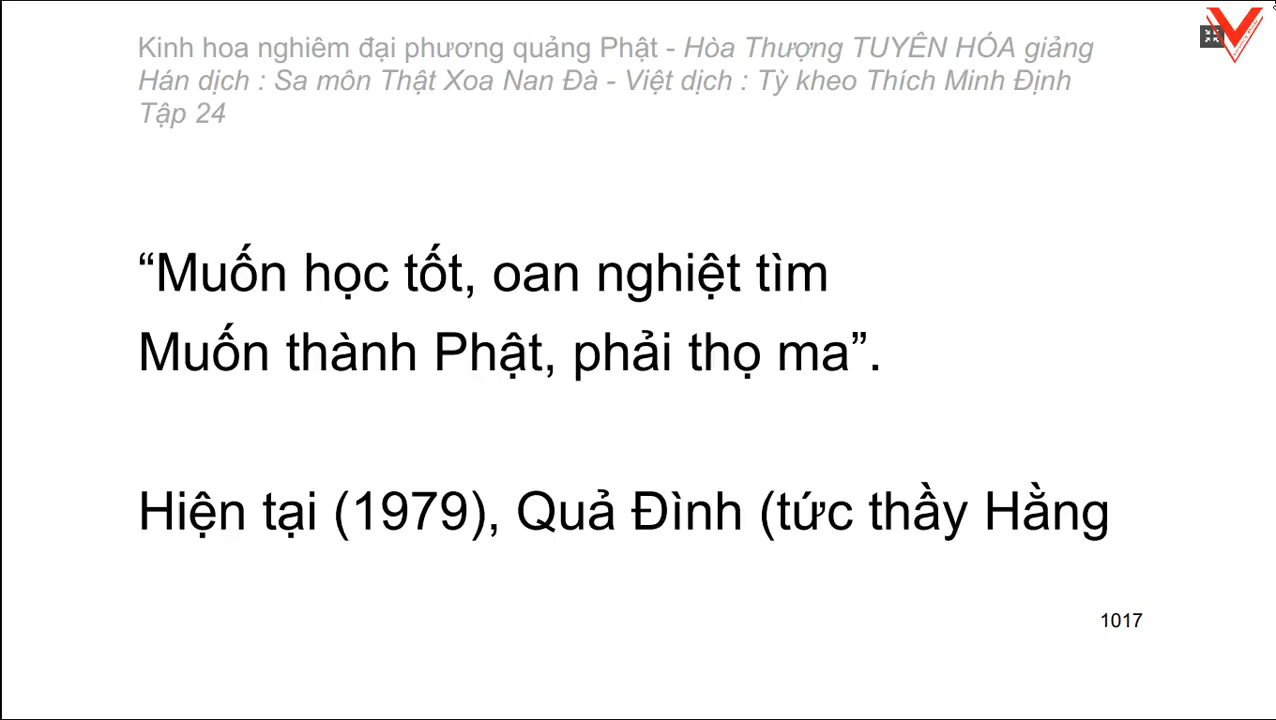 Kinh hoa nghiêm đại phương quảng Phật - Hòa Thượng TUYÊN HÓA giảng
Hán dịch : Sa môn Thật Xoa Nan Đà - Việt dịch : Tỳ kheo Thích Minh Định
Tập 24
“Muốn học tốt, oan nghiệt tìm
Muốn thành Phật, phải thọ ma”.
Hiện tại (1979), Quả Đình (tức thầy Hằng
1017